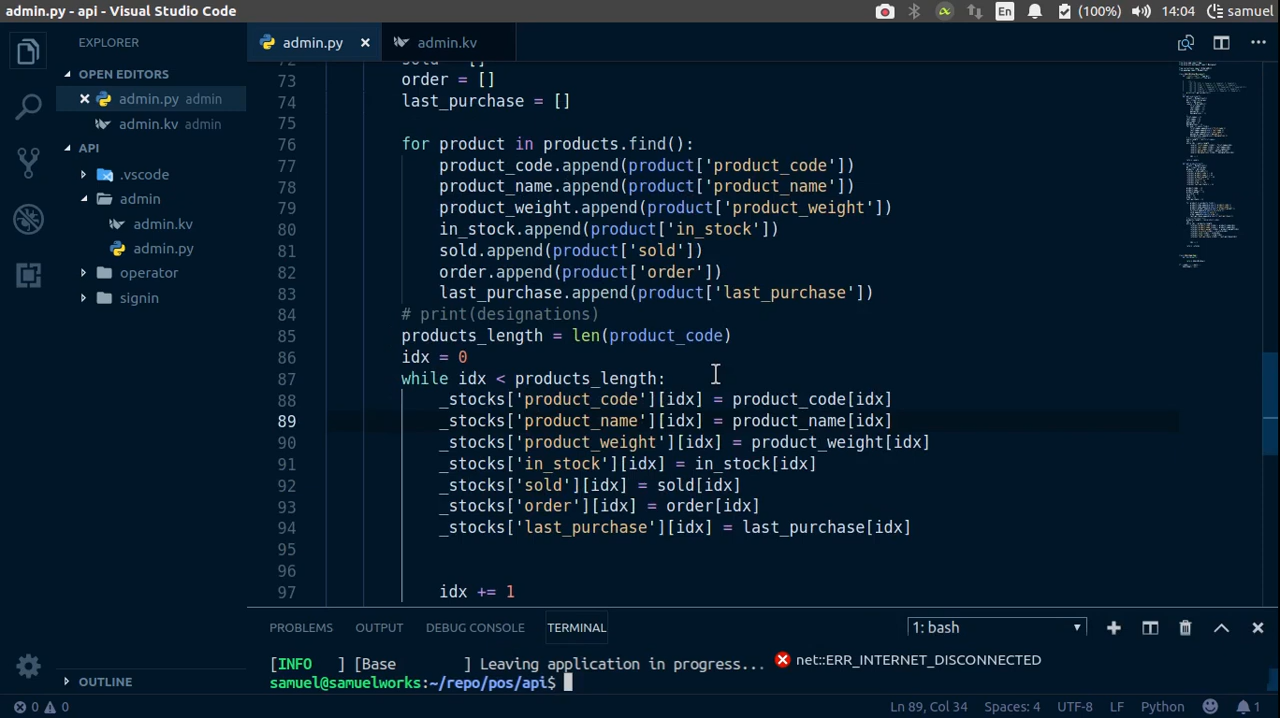 admin.py - api - Visual Studio Code
En
(100%)
14:04
samuel
EXPLORER
OPEN EDITORS
admin.py admin
admin.kv admin
API
.vscode
admin
admin.kv
admin.py
operator
signin
OUTLINE
admin.py
admin.kv
73 order = []
74 last_purchase = []
75
76 for product in products.find():
77 product_code.append(product['product_code'])
78 product_name.append(product['product_name'])
79 product_weight.append(product['product_weight'])
80 in_stock.append(product['in_stock'])
81 sold.append(product['sold'])
82 order.append(product['order'])
83 last_purchase.append(product['last_purchase'])
84 # print(designations)
85 products_length = len(product_code)
86 idx = 0
87 while idx < products_length:
88 _stocks['product_code'][idx] = product_code[idx]
89 _stocks['product_name'][idx] = product_name[idx]
90 _stocks['product_weight'][idx] = product_weight[idx]
91 _stocks['in_stock'][idx] = in_stock[idx]
92 _stocks['sold'][idx] = sold[idx]
93 _stocks['order'][idx] = order[idx]
94 _stocks['last_purchase'][idx] = last_purchase[idx]
95
96
97 idx += 1
PROBLEMS OUTPUT DEBUG CONSOLE TERMINAL 1: bash
[INFO ] [Base ] Leaving application in progress...
net::ERR_INTERNET_DISCONNECTED
samuel@samuelworks:~/repo/pos/api$
0 0
Ln 89, Col 34 Spaces: 4 UTF-8 LF Python 1